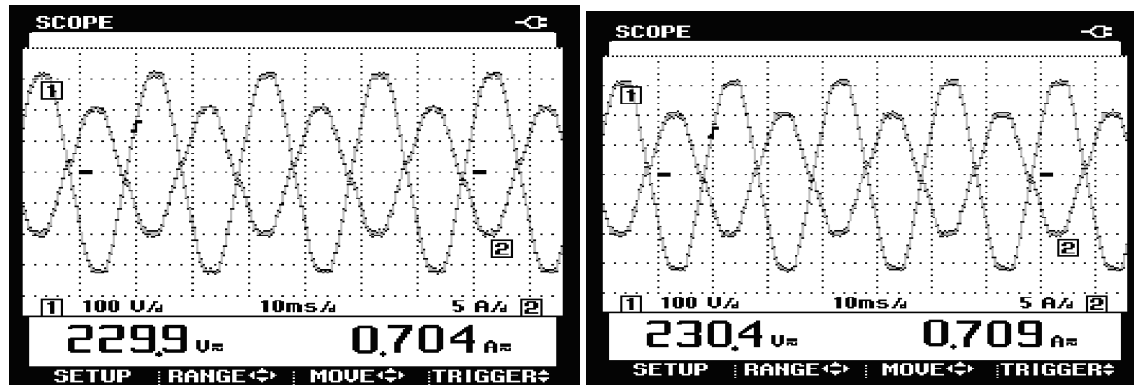 SCOPE
1
2
1 100 V/d 10ms/d 5 A/d 2
229.9 V≂ 0.704 A≂
SETUP RANGE MOVE TRIGGER
SCOPE
1
2
1 100 V/d 10ms/d 5 A/d 2
230.4 V≂ 0.709 A≂
SETUP RANGE MOVE TRIGGER